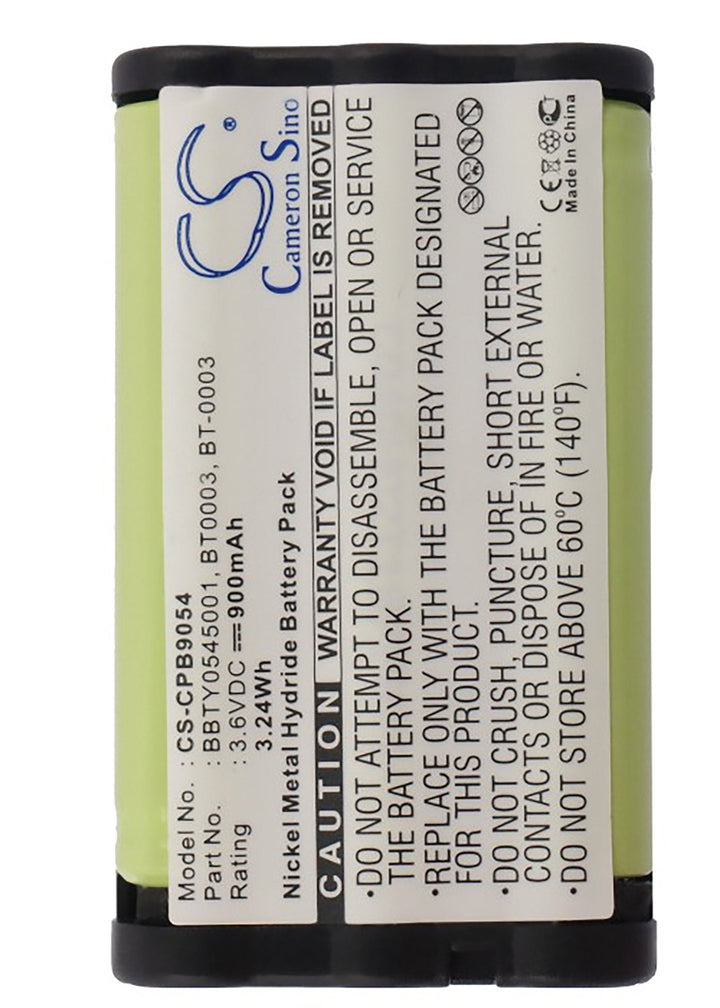 CS®
Cameron Sino
Model No. : CS-CPB9054
Part No. : BBTY0545001, BT0003, BT-0003
Rating : 3.6VDC ⎓ 900mAh
3.24Wh
Nickel Metal Hydride Battery Pack
CAUTION WARRANTY VOID IF LABEL IS REMOVED
•DO NOT ATTEMPT TO DISASSEMBLE, OPEN OR SERVICE
THE BATTERY PACK.
•REPLACE ONLY WITH THE BATTERY PACK DESIGNATED
FOR THIS PRODUCT.
•DO NOT CRUSH, PUNCTURE, SHORT EXTERNAL
CONTACTS OR DISPOSE OF IN FIRE OR WATER.
•DO NOT STORE ABOVE 60°C (140°F).
CE
Made In China